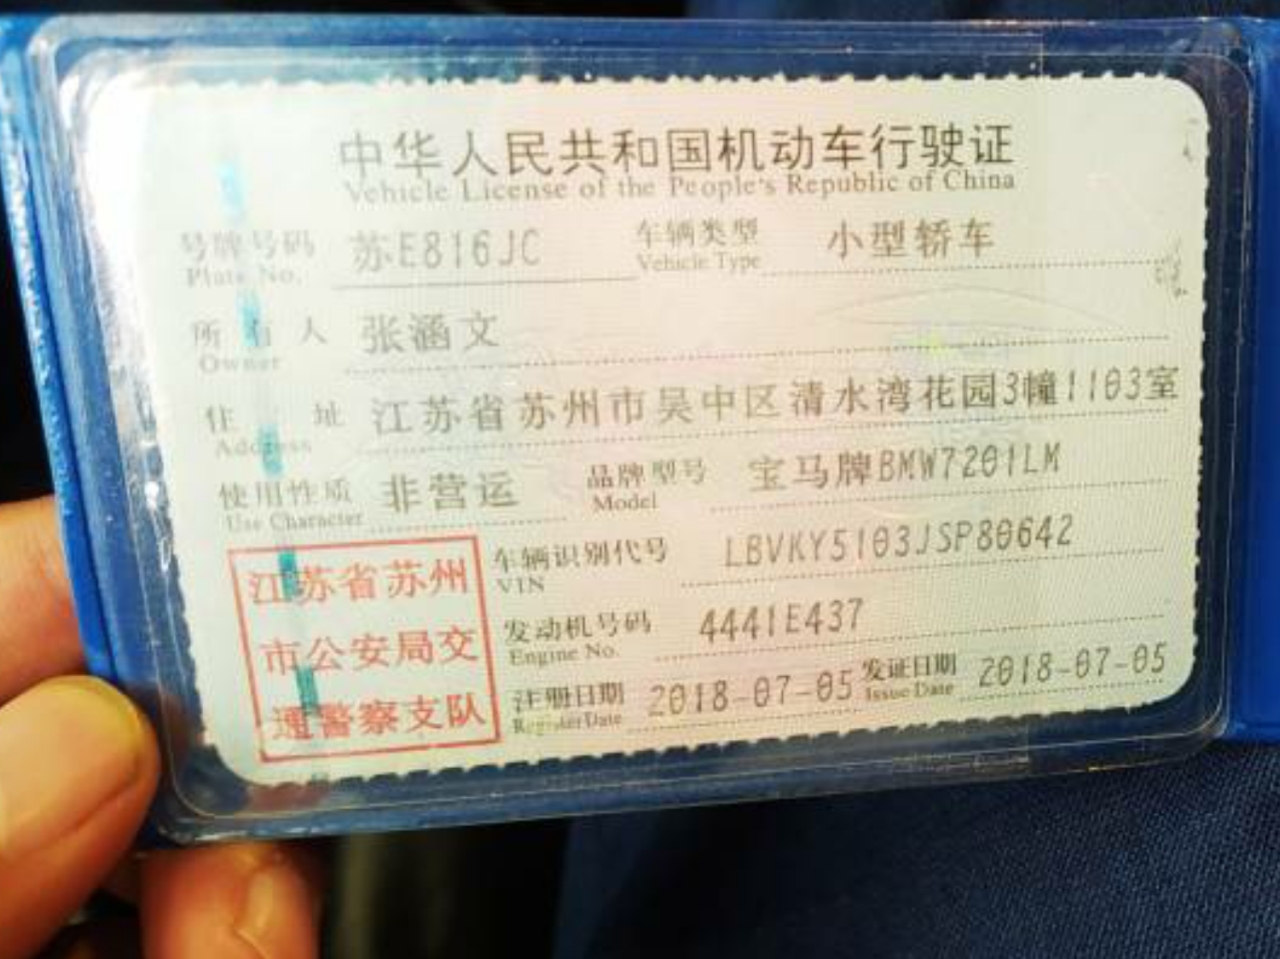 中华人民共和国机动车行驶证
Vehicle License of the People's Republic of China
号牌号码 苏E816JC 车辆类型 小型轿车
Plate No. Vehicle Type
所有人 张涵文
Owner
住址 江苏省苏州市吴中区清水湾花园3幢1103室
Address
使用性质 非营运 品牌型号 宝马牌BMW7201LM
Use Character Model
车辆识别代号 LBVKY5103JSP80642
VIN
发动机号码 4441E437
Engine No.
注册日期 2018-07-05 发证日期 2018-07-05
Register Date Issue Date
江苏省苏州
市公安局交
通警察支队